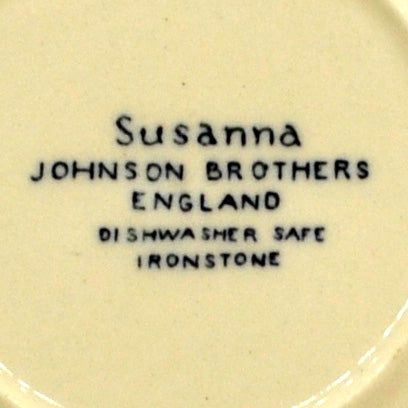 Susanna
JOHNSON BROTHERS
ENGLAND
DISHWASHER SAFE
IRONSTONE